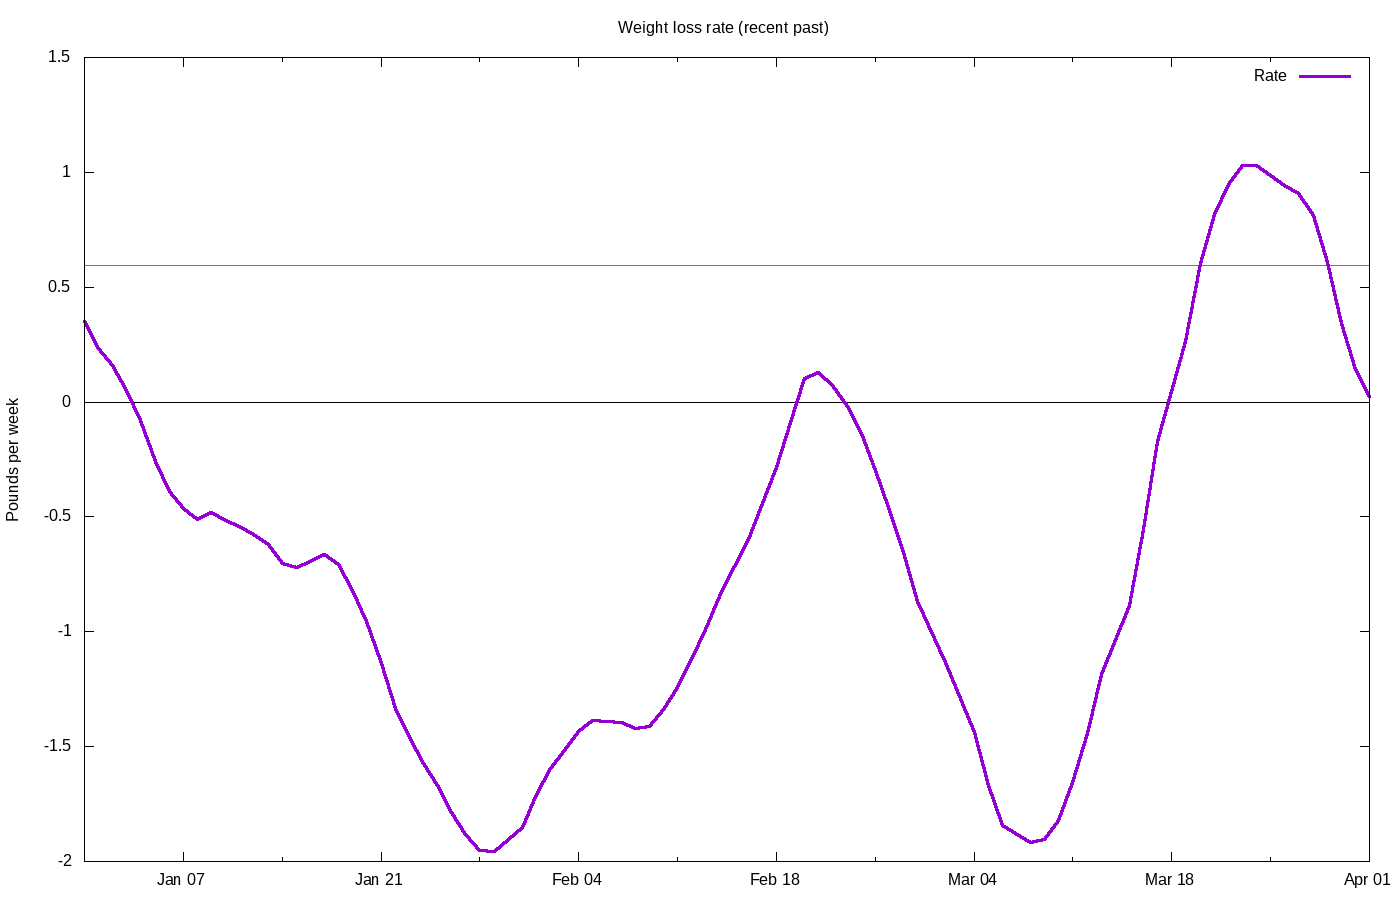 Weight loss rate (recent past)
Rate
Pounds per week
1.5
1
0.5
0
-0.5
-1
-1.5
-2
Jan 07
Jan 21
Feb 04
Feb 18
Mar 04
Mar 18
Apr 01